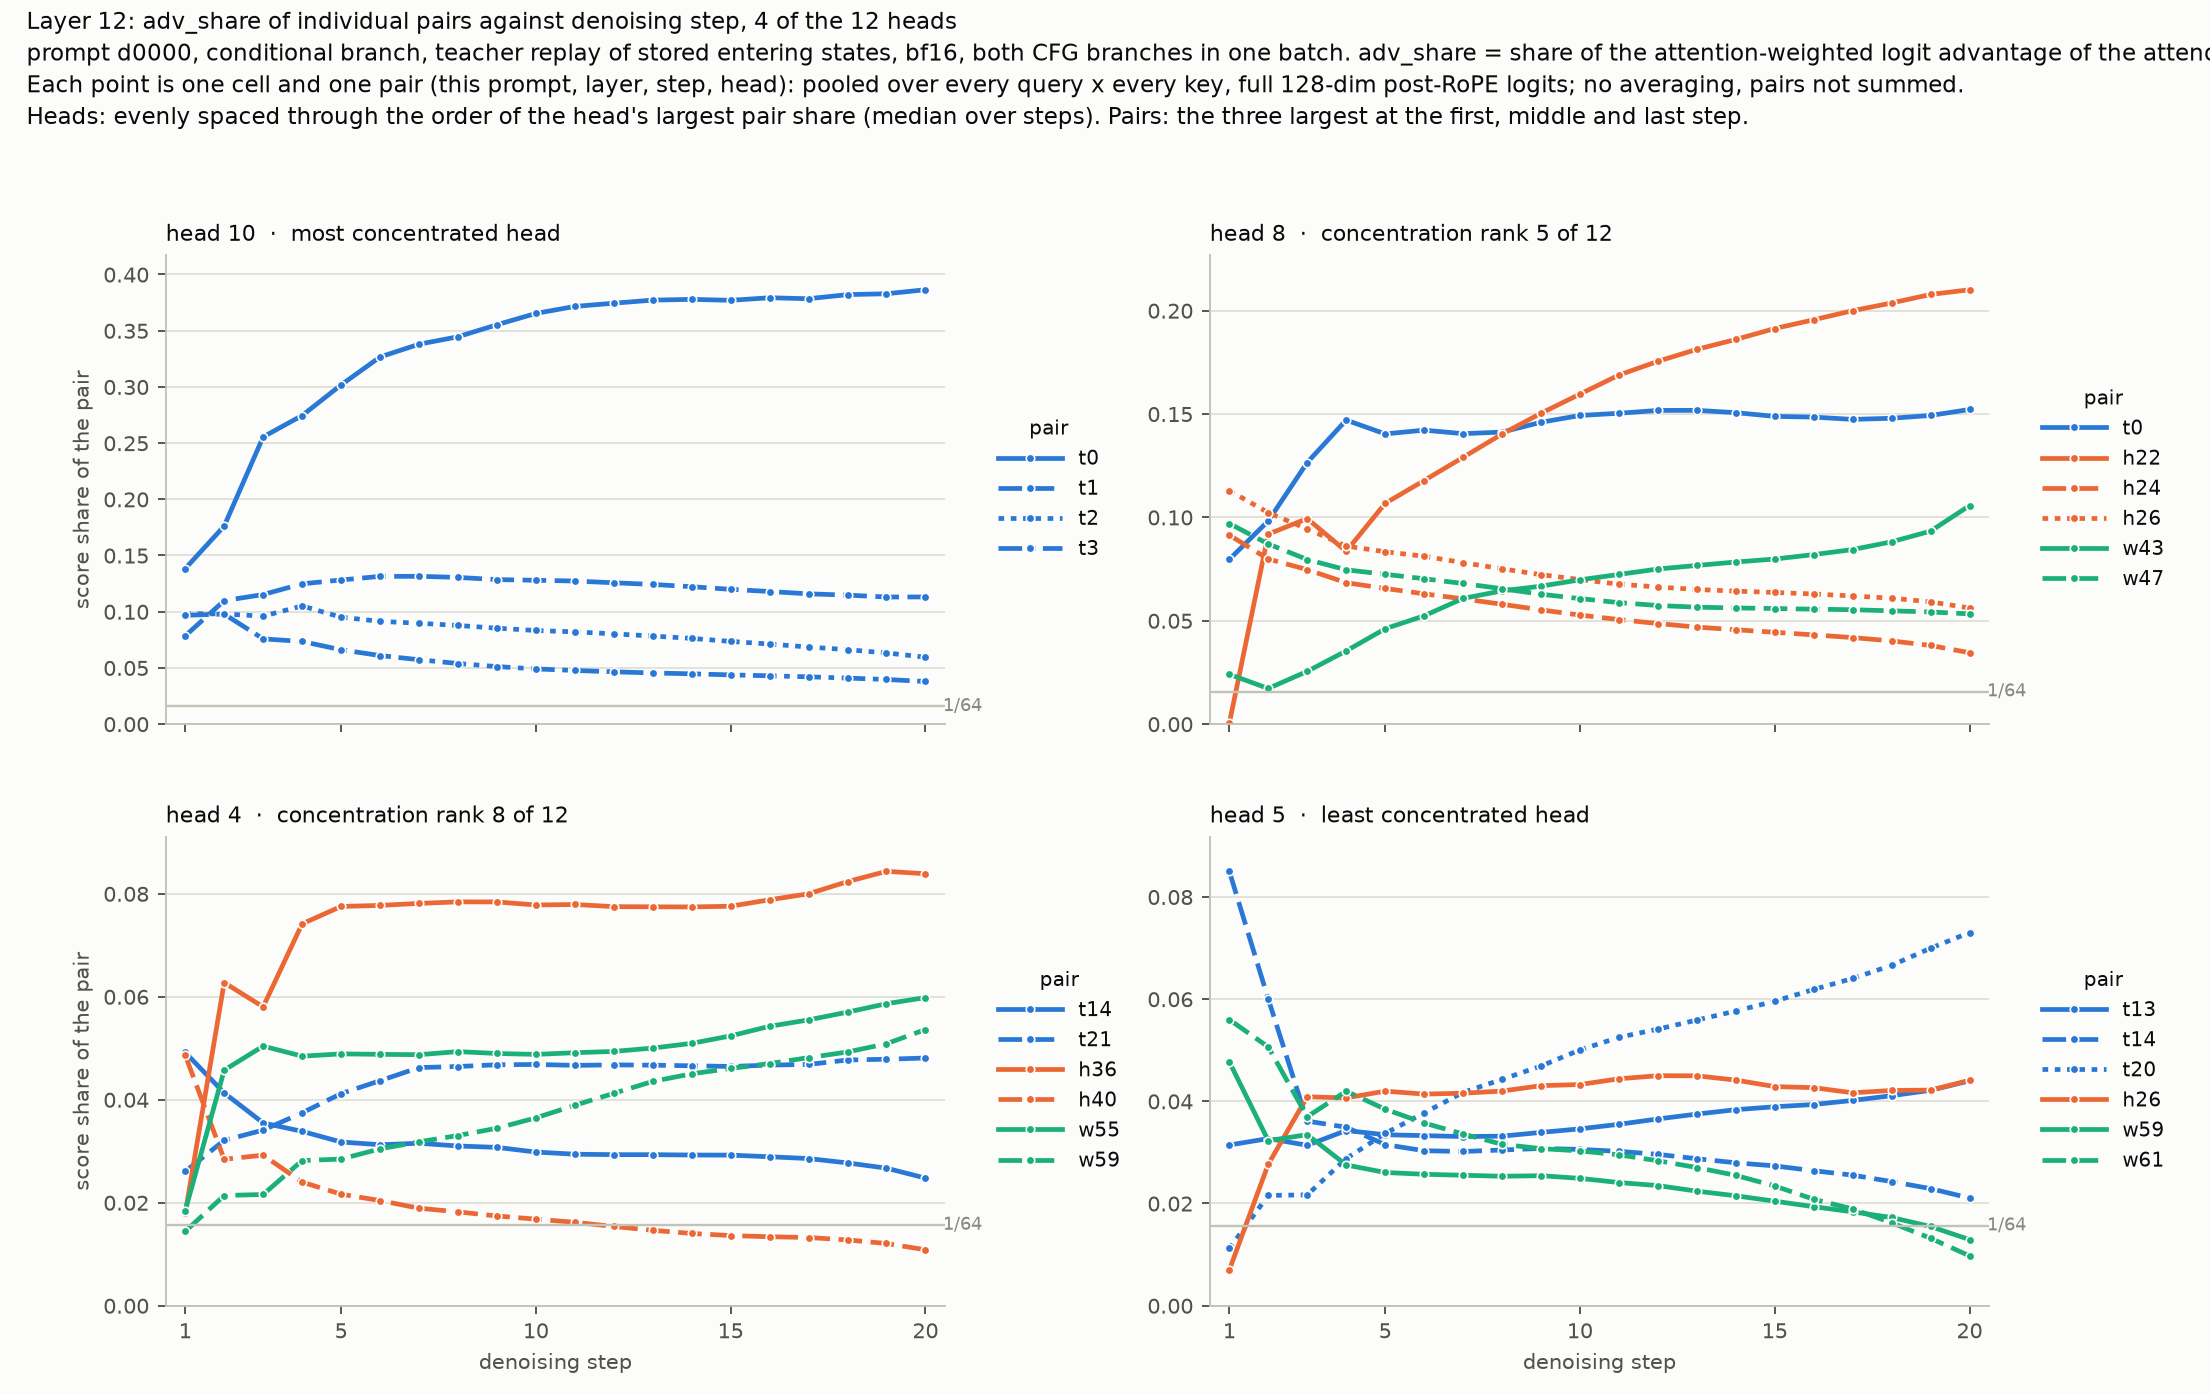 Layer 12: adv_share of individual pairs against denoising step, 4 of the 12 heads
prompt d0000, conditional branch, teacher replay of stored entering states, bf16, both CFG branches in one batch. adv_share = share of the attention-weighted logit advantage of the
Each point is one cell and one pair (this prompt, layer, step, head): pooled over every query x every key, full 128-dim post-RoPE logits; no averaging, pairs not summed.
Heads: evenly spaced through the order of the head's largest pair share (median over steps). Pairs: the three largest at the first, middle and last step.
head 10 · most concentrated head
0.40
0.35
0.30
0.25
0.20
0.15
0.10
0.05
0.00
score share of the pair
1/64
pair
t0
t1
t2
t3
head 8 · concentration rank 5 of 12
0.20
0.15
0.10
0.05
0.00
1/64
pair
t0
h22
h24
h26
w43
w47
head 4 · concentration rank 8 of 12
0.08
0.06
0.04
0.02
0.00
score share of the pair
1/64
1 5 10 15 20
denoising step
pair
t14
t21
h36
h40
w55
w59
head 5 · least concentrated head
0.08
0.06
0.04
0.02
0.00
1/64
1 5 10 15 20
denoising step
pair
t13
t14
t20
h26
w59
w61